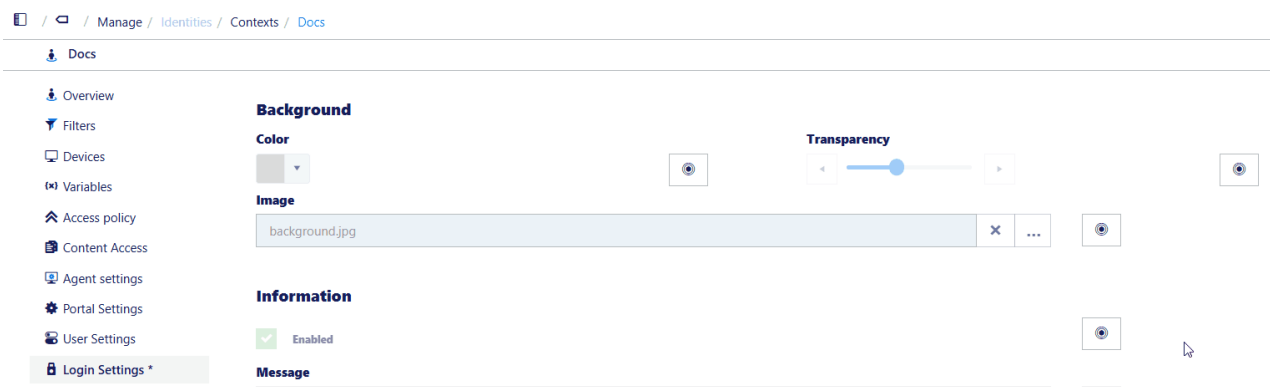 / / Manage / Identities / Contexts / Docs
Docs
Overview
Filters
Devices
Variables
Access policy
Content Access
Agent settings
Portal Settings
User Settings
Login Settings *
Background
Color
Transparency
Image
background.jpg
...
Information
Enabled
Message